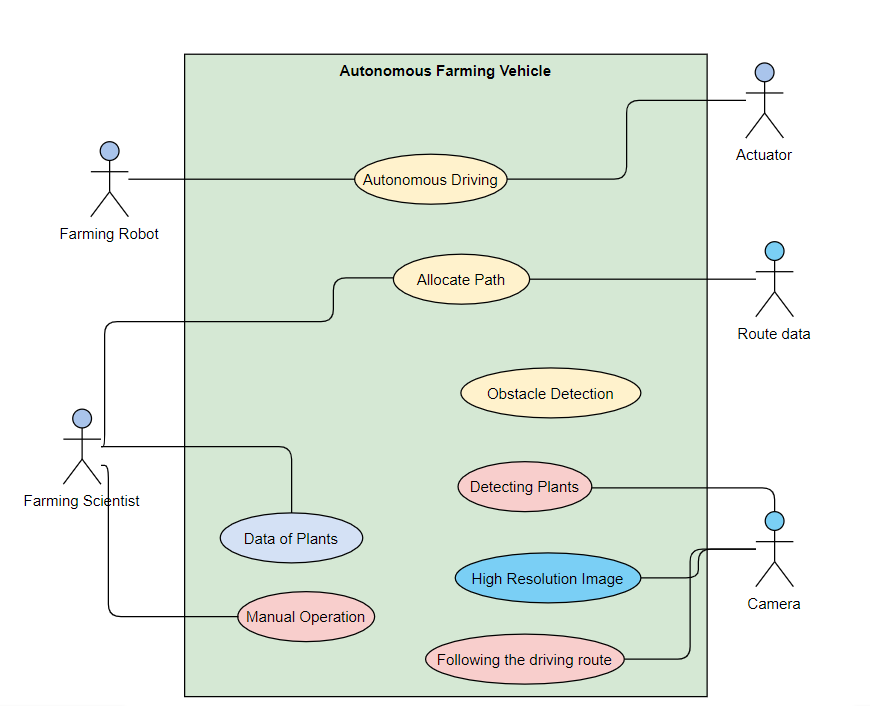 Autonomous Farming Vehicle
Actuator
Autonomous Driving
Farming Robot
Allocate Path
Route data
Obstacle Detection
Detecting Plants
Farming Scientist
Data of Plants
High Resolution Image
Camera
Manual Operation
Following the driving route